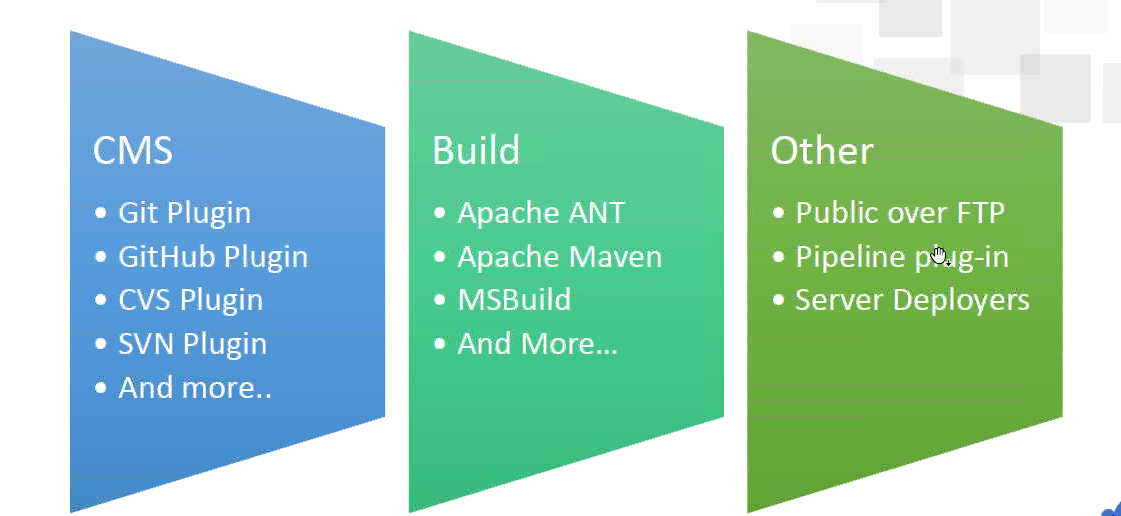 CMS
• Git Plugin
• GitHub Plugin
• CVS Plugin
• SVN Plugin
• And more..
Build
• Apache ANT
• Apache Maven
• MSBuild
• And More...
Other
• Public over FTP
• Pipeline plug-in
• Server Deployers